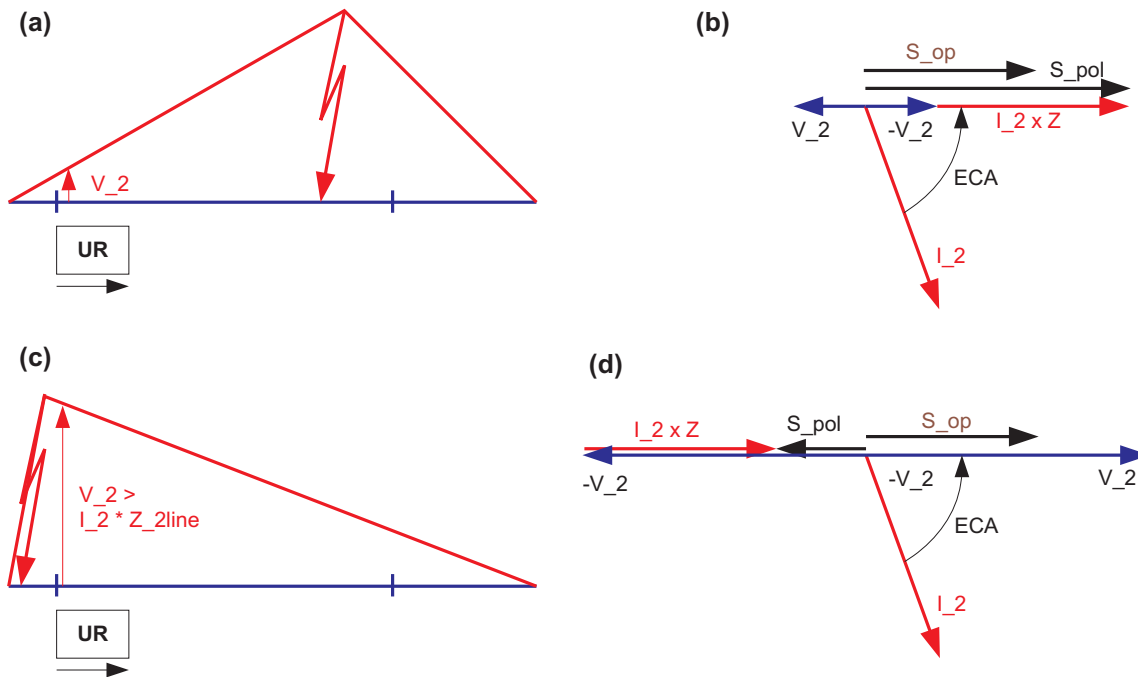 (a)
V_2
UR
(b)
S_op
S_pol
V_2
-V_2
I_2 x Z
ECA
I_2
(c)
V_2 >
I_2 * Z_2line
UR
(d)
I_2 x Z
S_pol
S_op
-V_2
-V_2
V_2
ECA
I_2